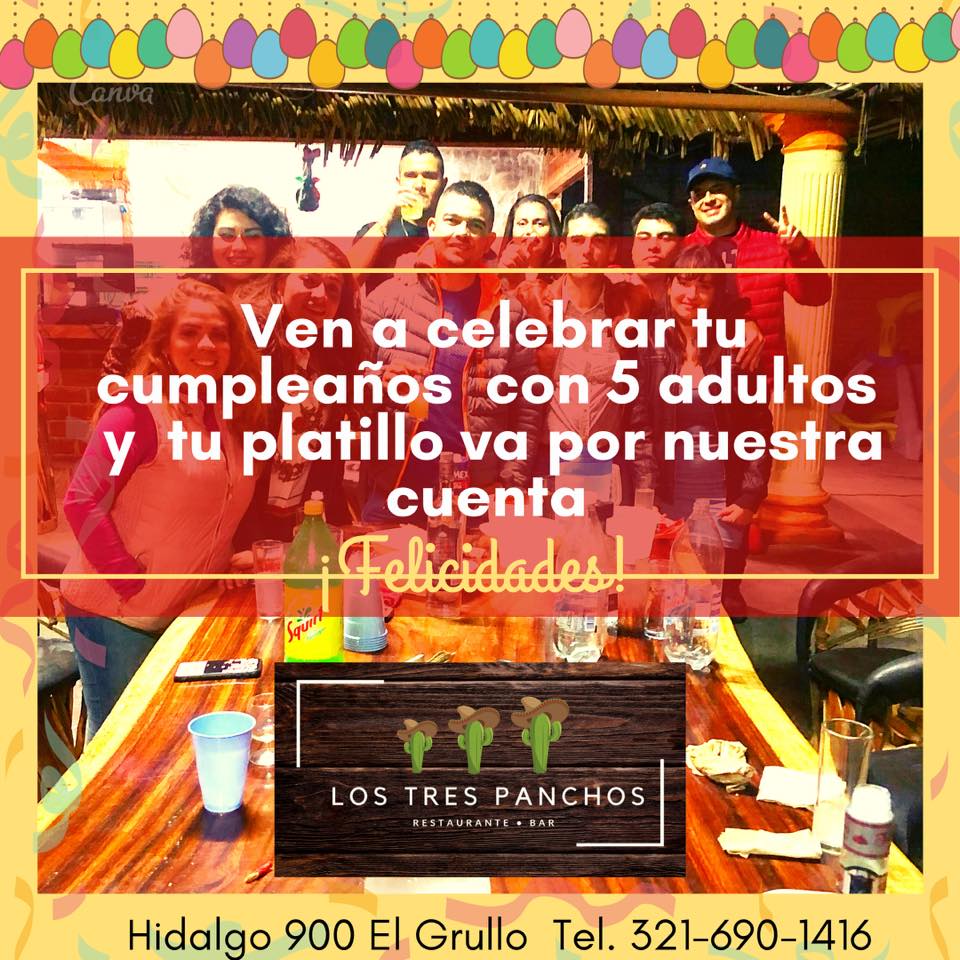 Canva
Ven a celebrar tu
cumpleaños con 5 adultos
y tu platillo va por nuestra
cuenta
¡Felicidades!
Squirt
LOS TRES PANCHOS
RESTAURANTE • BAR
Hidalgo 900 El Grullo Tel. 321-690-1416